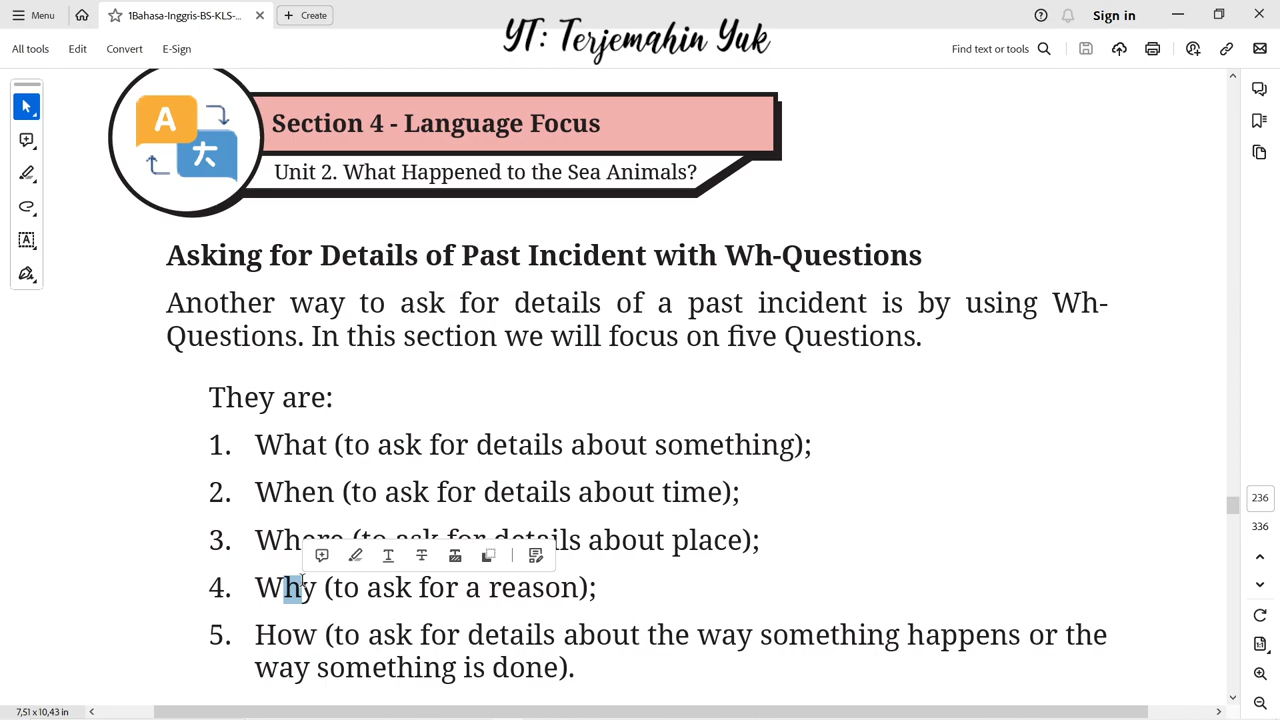 Menu
1Bahasa-Inggris-BS-KLS-...
Create
Sign in
YT: Terjemahin Yuk
All tools
Edit
Convert
E-Sign
Find text or tools
A
Section 4 - Language Focus
Unit 2. What Happened to the Sea Animals?
Asking for Details of Past Incident with Wh-Questions
Another way to ask for details of a past incident is by using Wh-
Questions. In this section we will focus on five Questions.
They are:
1. What (to ask for details about something);
2. When (to ask for details about time);
3. Where (to ask for details about place);
4. Why (to ask for a reason);
5. How (to ask for details about the way something happens or the
way something is done).
236
336
7,51 x 10,43 in